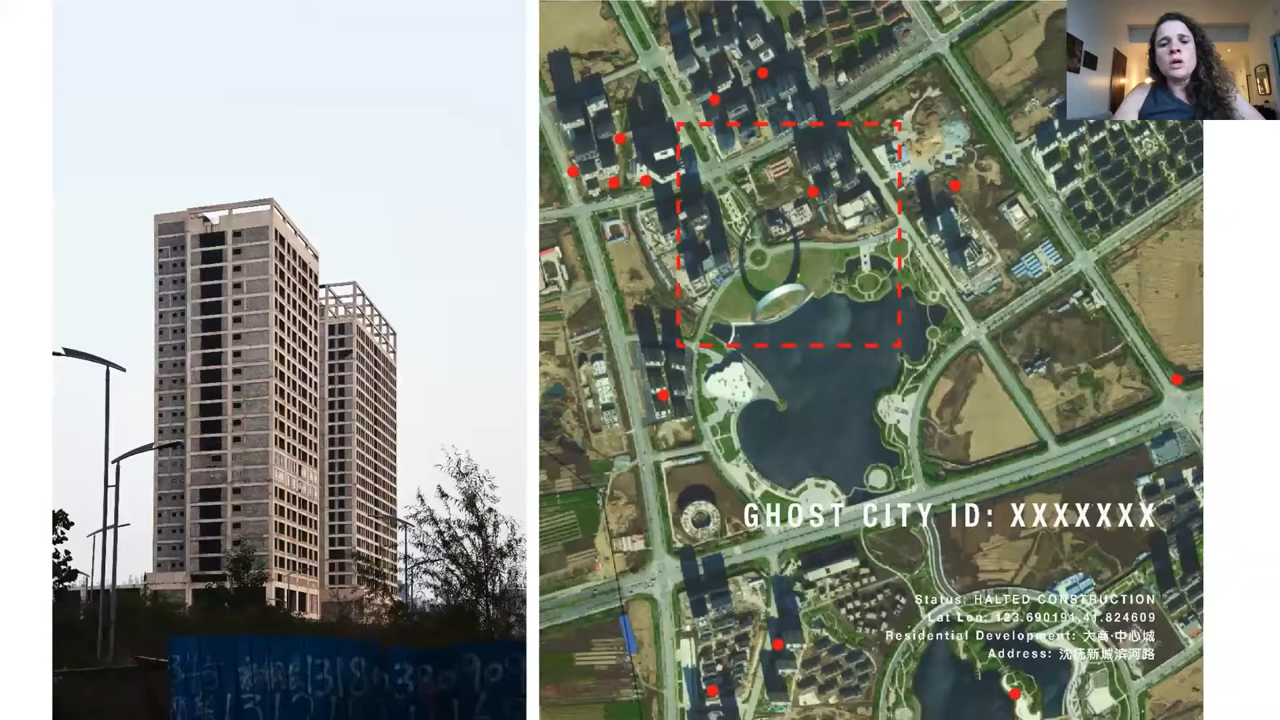 GHOST CITY ID: XXXXXXX
Status: HALTED CONSTRUCTION
Lat Lon: 123.690191,41.824609
Residential Development: 大商·中心城
Address: 沈抚新城滨河路